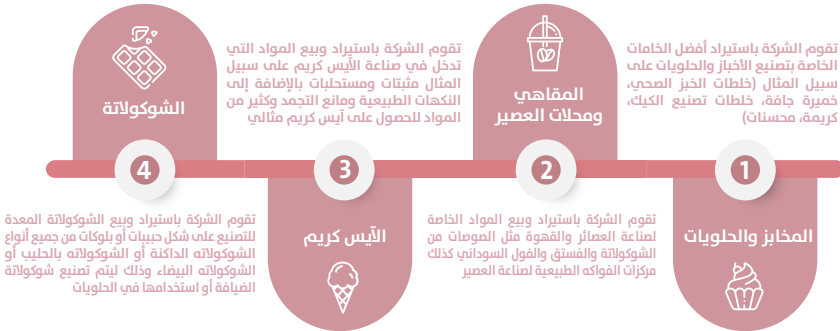 المخابز والحلويات
1
تقوم الشركة باستيراد أفضل الخامات
الخاصة بتصنيع الأخباز والحلويات على
سبيل المثال (خلطات الخبز الصحي،
خميرة جافة، خلطات تصنيع الكيك،
كريمة، محسنات)
المقاهي
ومحلات العصير
2
تقوم الشركة باستيراد وبيع المواد الخاصة
لصناعة العصائر والقهوة مثل الصوصات من
الشوكولاتة والفستق والفول السوداني كذلك
مركزات الفواكه الطبيعية لصناعة العصير
الآيس كريم
3
تقوم الشركة باستيراد وبيع المواد التي
تدخل في صناعة الآيس كريم على سبيل
المثال مثبتات ومستحلبات بالإضافة إلى
النكهات الطبيعية ومانع التجمد وكثير من
المواد للحصول على آيس كريم مثالي
الشوكولاتة
4
تقوم الشركة باستيراد وبيع الشوكولاتة المعدة
للتصنيع على شكل حبيبات أو بلوكات من جميع أنواع
الشوكولاته الداكنة أو الشوكولاته بالحليب أو
الشوكولاته البيضاء وذلك ليتم تصنيع شوكولاتة
الضيافة أو استخدامها في الحلويات